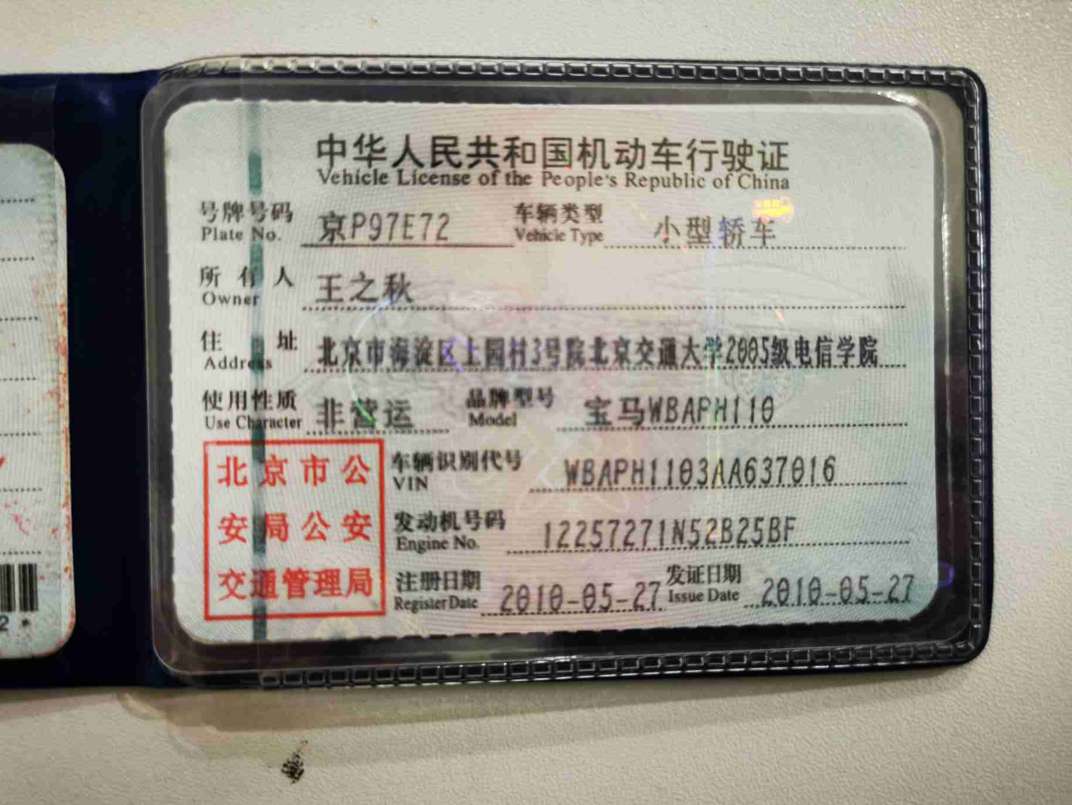 中华人民共和国机动车行驶证
Vehicle License of the People's Republic of China
号牌号码 京P97E72 车辆类型 小型轿车
Plate No. Vehicle Type
所有人 王之秋
Owner
住址 北京市海淀区上园村3号院北京交通大学2005级电信学院
Address
使用性质 非营运 品牌型号 宝马WBAPH110
Use Character Model
北京市公
安局公安
交通管理局
车辆识别代号 WBAPH1103AA637016
VIN
发动机号码 12257271N52B25BF
Engine No.
注册日期 2010-05-27 发证日期 2010-05-27
Register Date Issue Date